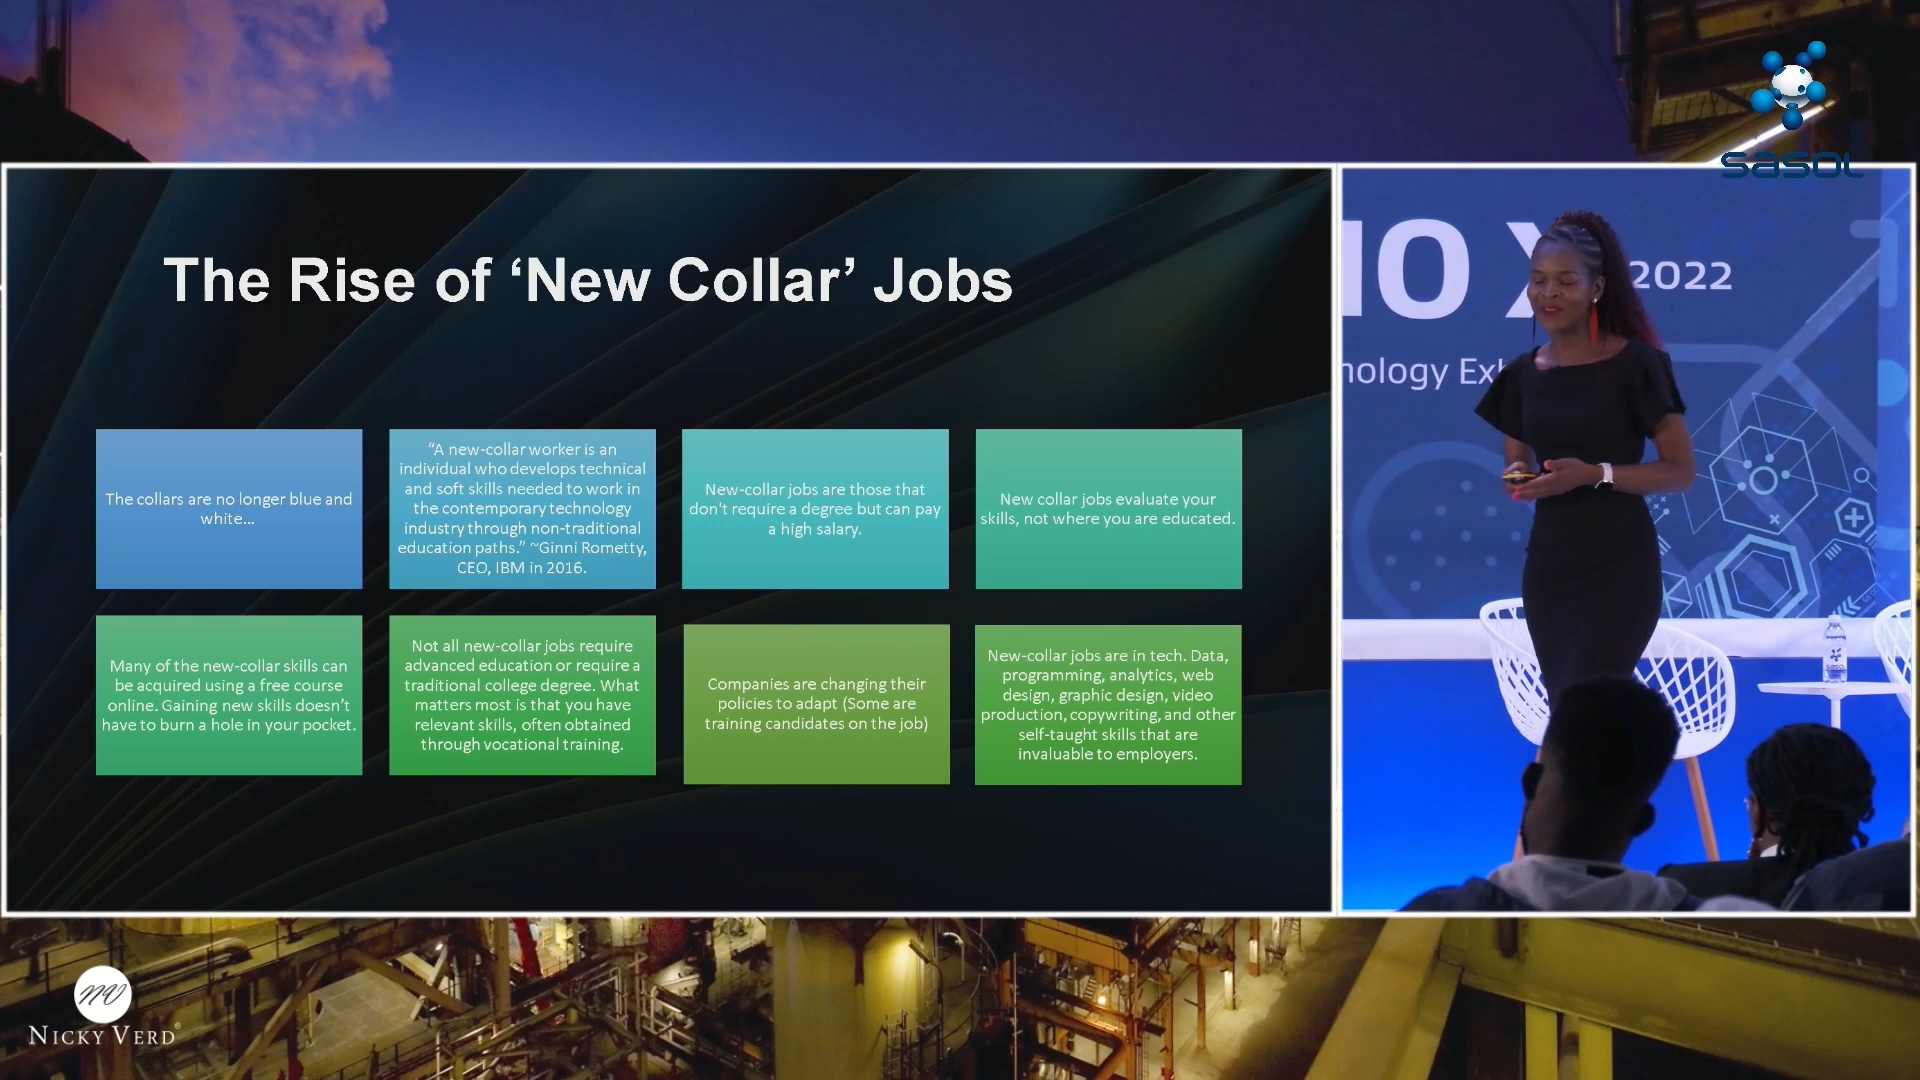 sasol
The Rise of ‘New Collar’ Jobs
The collars are no longer blue and
white...
“A new-collar worker is an
individual who develops technical
and soft skills needed to work in
the contemporary technology
industry through non-traditional
education paths.” ~Ginni Rometty,
CEO, IBM in 2016.
New-collar jobs are those that
don't require a degree but can pay
a high salary.
New collar jobs evaluate your
skills, not where you are educated.
Many of the new-collar skills can
be acquired using a free course
online. Gaining new skills doesn’t
have to burn a hole in your pocket.
Not all new-collar jobs require
advanced education or require a
traditional college degree. What
matters most is that you have
relevant skills, often obtained
through vocational training.
Companies are changing their
policies to adapt (Some are
training candidates on the job)
New-collar jobs are in tech. Data,
programming, analytics, web
design, graphic design, video
production, copywriting, and other
self-taught skills that are
invaluable to employers.
2022
NV
NICKY VERD®